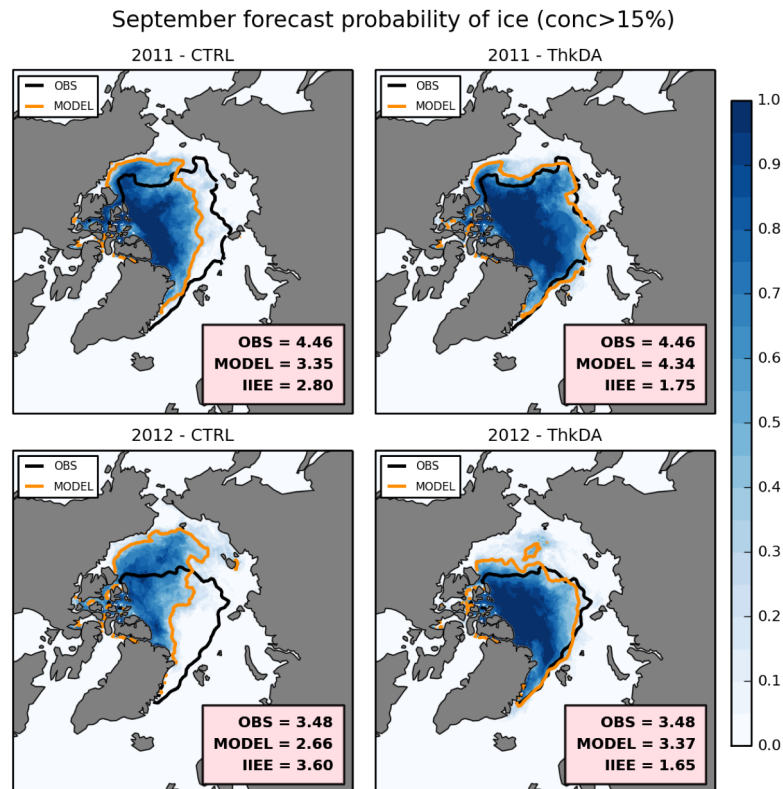 September forecast probability of ice (conc>15%)
2011 - CTRL
OBS
MODEL
OBS = 4.46
MODEL = 3.35
IIEE = 2.80
2011 - ThkDA
OBS
MODEL
OBS = 4.46
MODEL = 4.34
IIEE = 1.75
2012 - CTRL
OBS
MODEL
OBS = 3.48
MODEL = 2.66
IIEE = 3.60
2012 - ThkDA
OBS
MODEL
OBS = 3.48
MODEL = 3.37
IIEE = 1.65
1.0
0.9
0.8
0.7
0.6
0.5
0.4
0.3
0.2
0.1
0.0